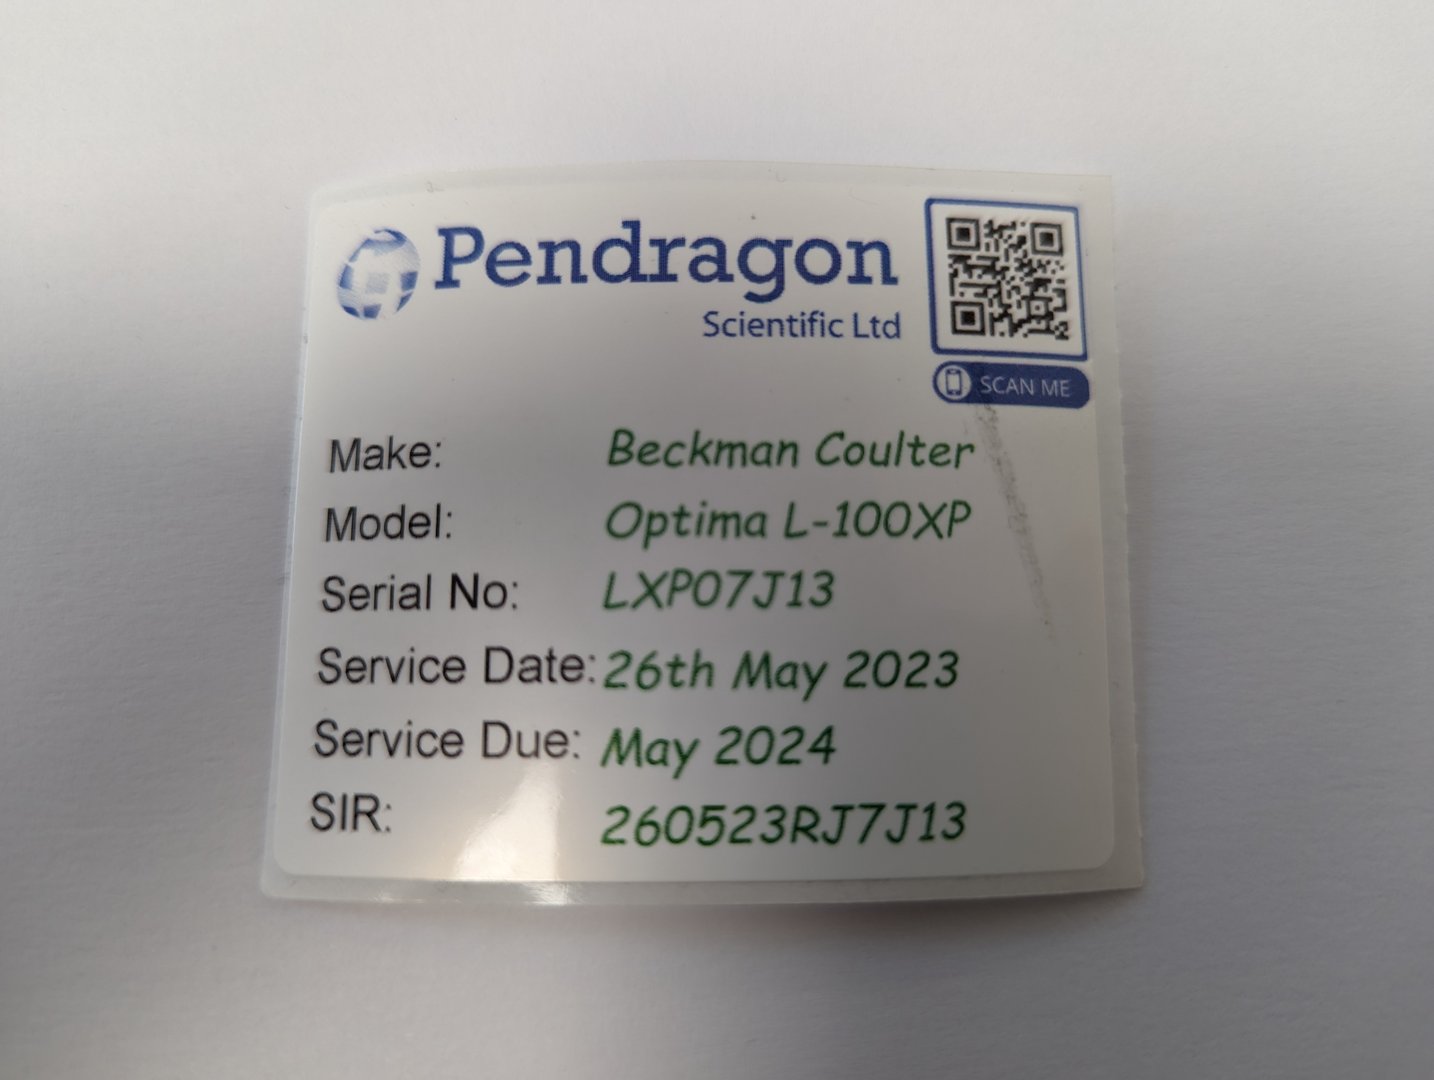 Pendragon
Scientific Ltd
SCAN ME
Make: Beckman Coulter
Model: Optima L-100XP
Serial No: LXP07J13
Service Date: 26th May 2023
Service Due: May 2024
SIR: 260523RJ7J13